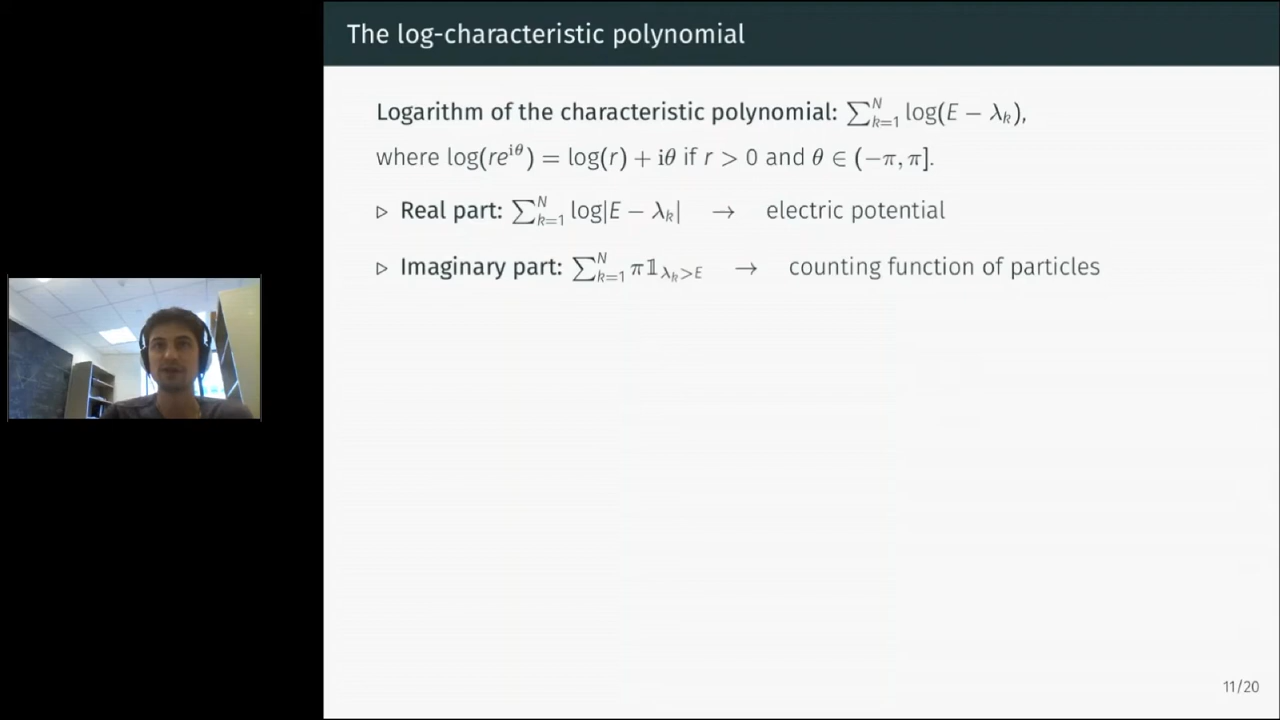 The log-characteristic polynomial
Logarithm of the characteristic polynomial: ∑_{k=1}^{N} log(E − λ_k),
where log(re^{iθ}) = log(r) + iθ if r > 0 and θ ∈ (−π, π].
▷ Real part: ∑_{k=1}^{N} log|E − λ_k| → electric potential
▷ Imaginary part: ∑_{k=1}^{N} π𝟙_{λ_k>E} → counting function of particles
11/20